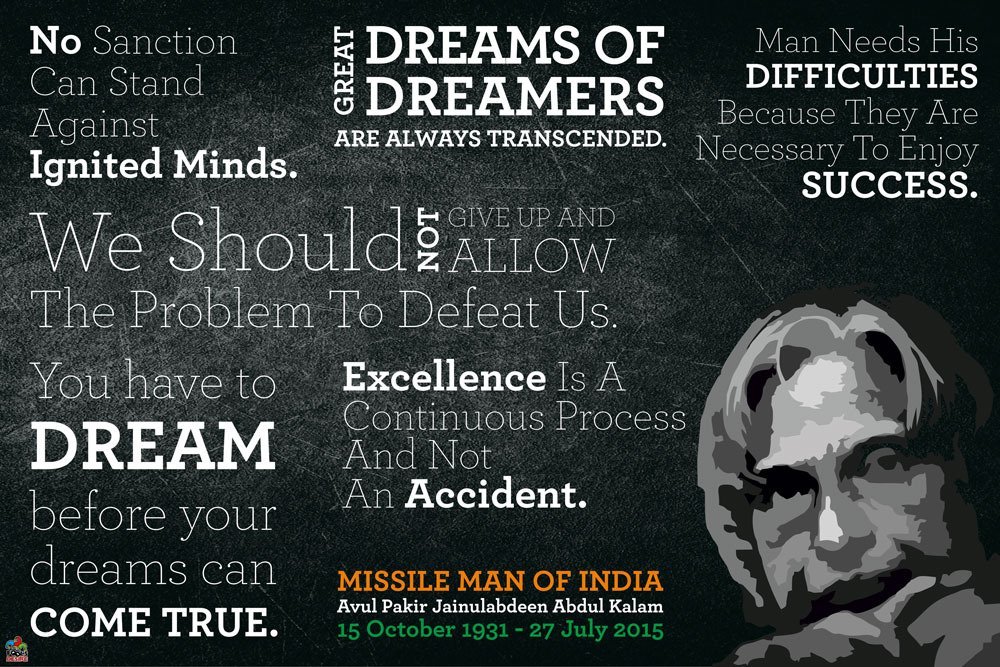 No Sanction
Can Stand
Against
Ignited Minds.
GREAT
DREAMS OF
DREAMERS
ARE ALWAYS TRANSCENDED.
Man Needs His
DIFFICULTIES
Because They Are
Necessary To Enjoy
SUCCESS.
We Should NOT GIVE UP AND
ALLOW
The Problem To Defeat Us.
You have to
DREAM
before your
dreams can
COME TRUE.
Excellence Is A
Continuous Process
And Not
An Accident.
MISSILE MAN OF INDIA
Avul Pakir Jainulabdeen Abdul Kalam
15 October 1931 - 27 July 2015